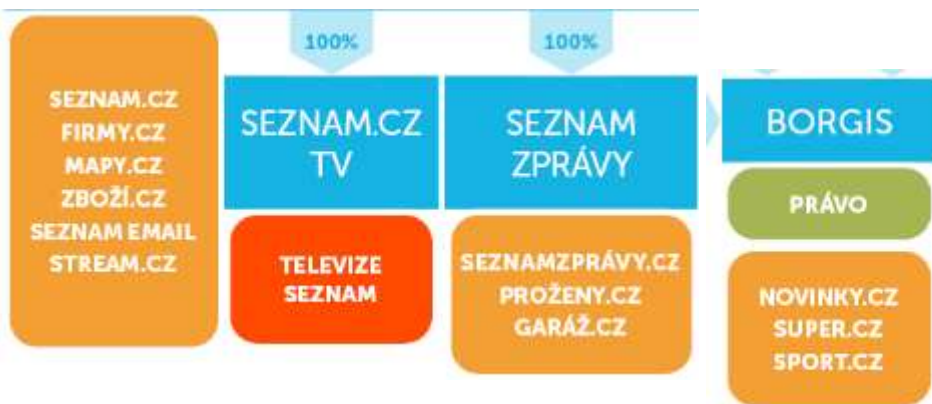 SEZNAM.CZ
FIRMY.CZ
MAPY.CZ
ZBOŽÍ.CZ
SEZNAM EMAIL
STREAM.CZ
100%
SEZNAM.CZ
TV
TELEVIZE
SEZNAM
100%
SEZNAM
ZPRÁVY
SEZNAMZPRÁVY.CZ
PROŽENY.CZ
GARÁŽ.CZ
BORGIS
PRÁVO
NOVINKY.CZ
SUPER.CZ
SPORT.CZ